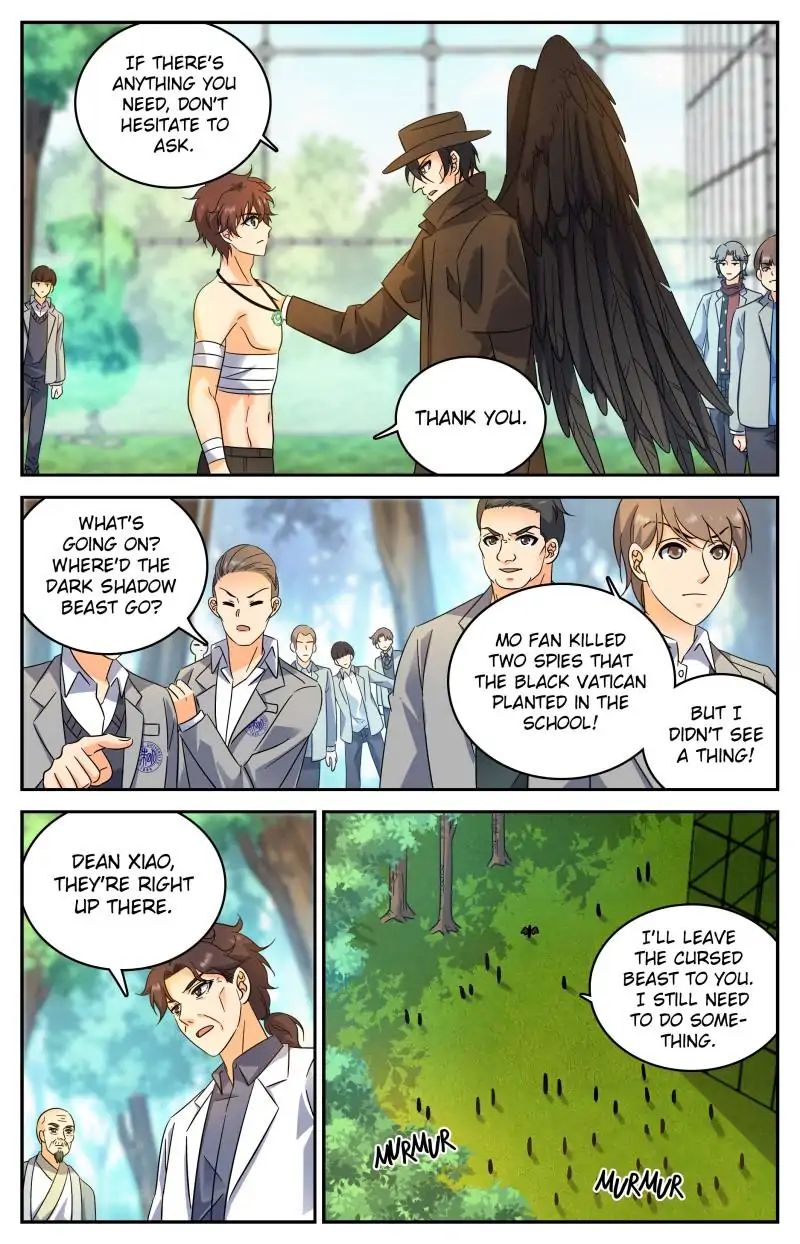 IF THERE'S
ANYTHING YOU
NEED, DON'T
HESITATE TO
ASK.
THANK YOU.
WHAT'S
GOING ON?
WHERE'D THE
DARK SHADOW
BEAST GO?
MO FAN KILLED
TWO SPIES THAT
THE BLACK VATICAN
PLANTED IN THE
SCHOOL!
BUT I
DIDN'T SEE
A THING!
DEAN XIAO,
THEY'RE RIGHT
UP THERE.
I'LL LEAVE
THE CURSED
BEAST TO YOU.
I STILL NEED
TO DO SOME-
THING.
MURMUR
MURMUR